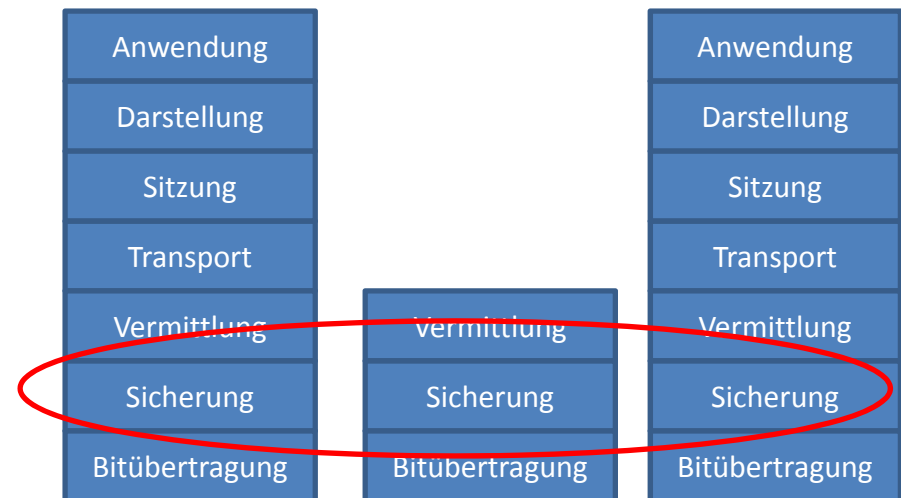 Anwendung
Darstellung
Sitzung
Transport
Vermittlung
Sicherung
Bitübertragung
Vermittlung
Sicherung
Bitübertragung
Anwendung
Darstellung
Sitzung
Transport
Vermittlung
Sicherung
Bitübertragung